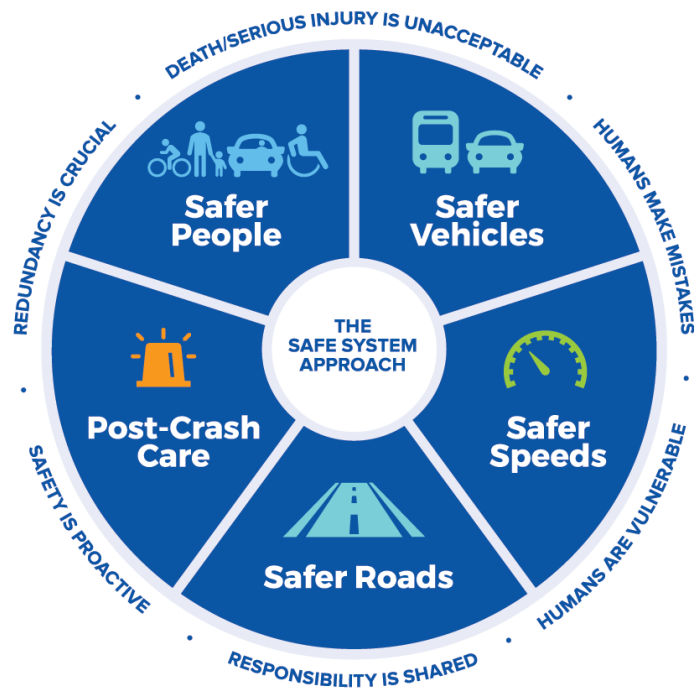 DEATH/SERIOUS INJURY IS UNACCEPTABLE
HUMANS MAKE MISTAKES
HUMANS ARE VULNERABLE
RESPONSIBILITY IS SHARED
SAFETY IS PROACTIVE
REDUNDANCY IS CRUCIAL
Safer
People
Safer
Vehicles
Safer
Speeds
Safer Roads
Post-Crash
Care
THE
SAFE SYSTEM
APPROACH